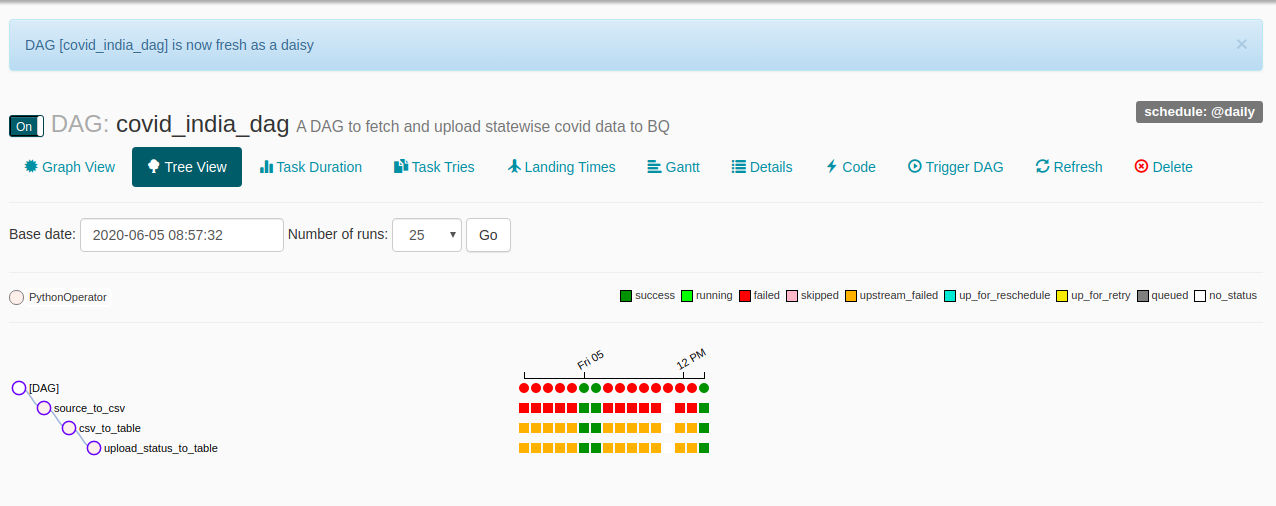 DAG [covid_india_dag] is now fresh as a daisy ×
On DAG: covid_india_dag A DAG to fetch and upload statewise covid data to BQ schedule: @daily
Graph View Tree View Task Duration Task Tries Landing Times Gantt Details Code Trigger DAG Refresh Delete
Base date: 2020-06-05 08:57:32 Number of runs: 25 Go
PythonOperator success running failed skipped upstream_failed up_for_reschedule up_for_retry queued no_status
Fri 05 12 PM
[DAG]
source_to_csv
csv_to_table
upload_status_to_table